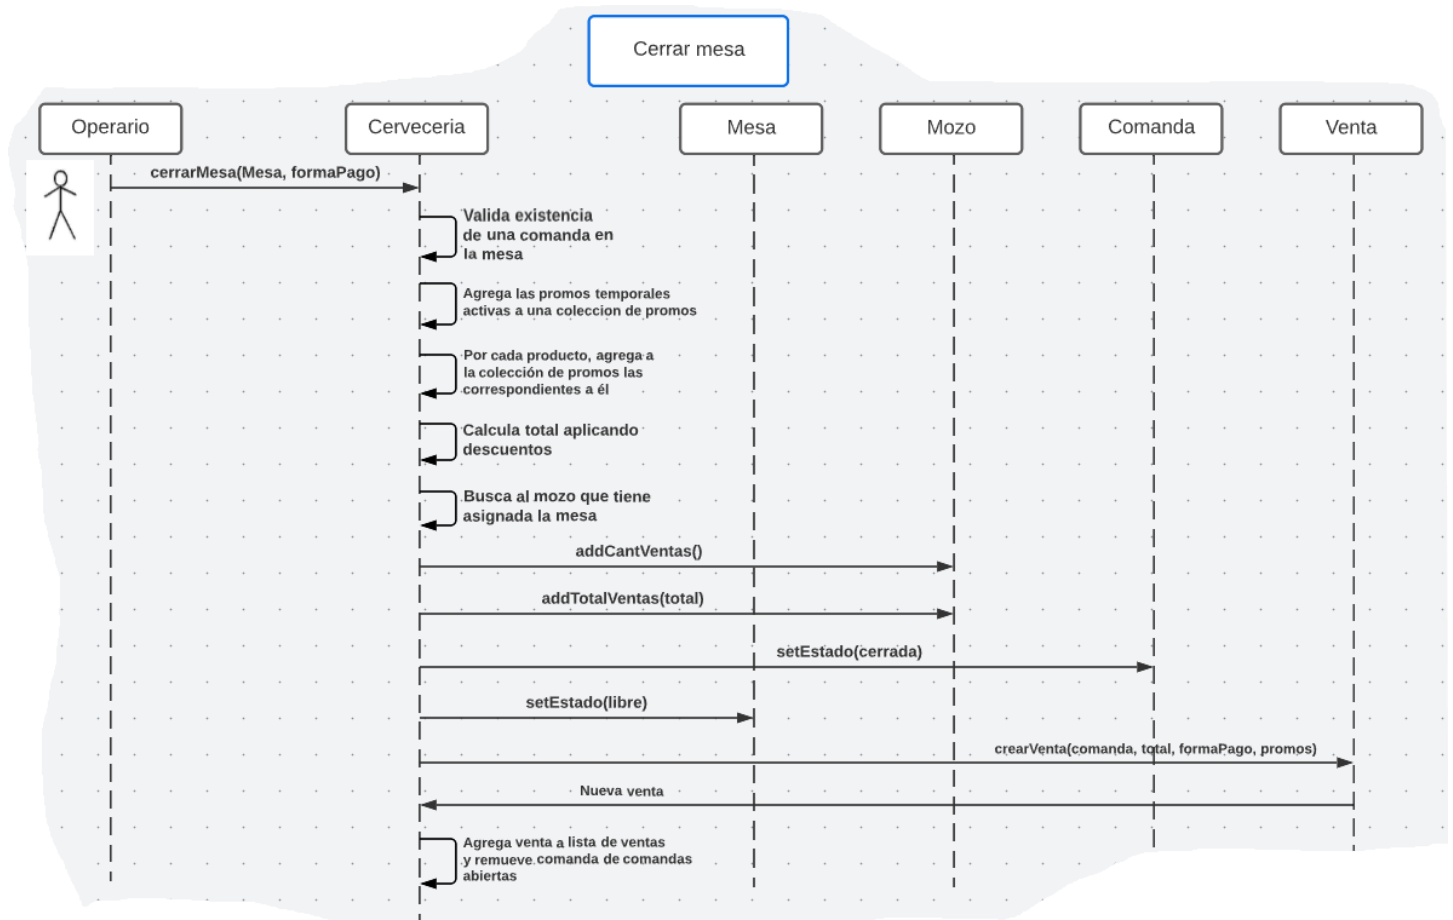 Cerrar mesa
Operario
Cerveceria
Mesa
Mozo
Comanda
Venta
cerrarMesa(Mesa, formaPago)
Valida existencia
de una comanda en
la mesa
Agrega las promos temporales
activas a una coleccion de promos
Por cada producto, agrega a
la colección de promos las
correspondientes a él
Calcula total aplicando
descuentos
Busca al mozo que tiene
asignada la mesa
addCantVentas()
addTotalVentas(total)
setEstado(cerrada)
setEstado(libre)
crearVenta(comanda, total, formaPago, promos)
Nueva venta
Agrega venta a lista de ventas
y remueve comanda de comandas
abiertas